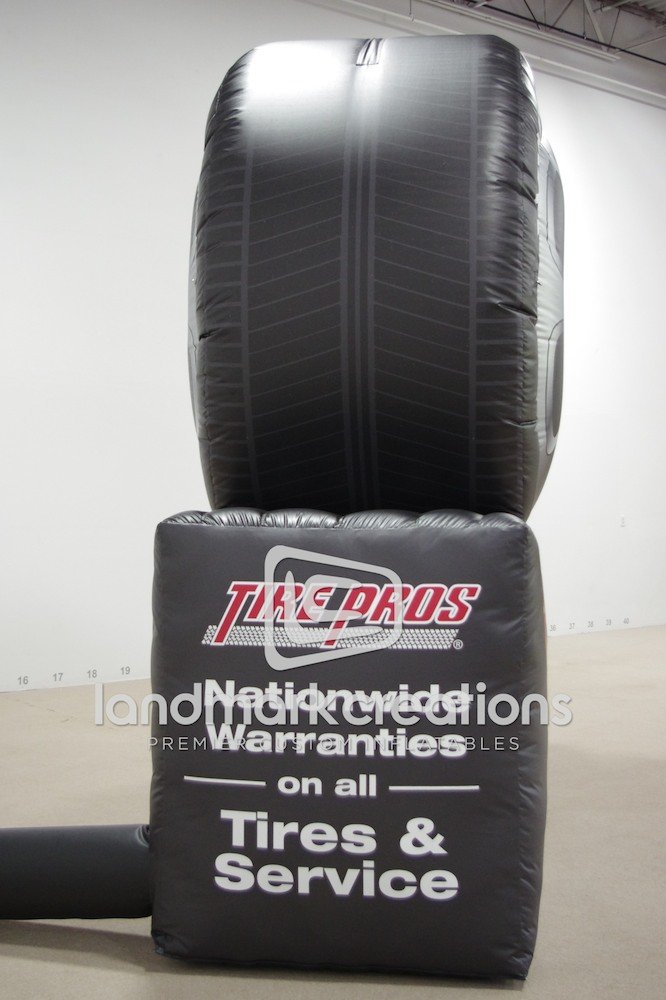 TIRE PROS ®
Nationwide
landmarkcreations
Warranties
PREMIER CUSTOM INFLATABLES
on all
Tires &
Service
16 17 18 19
36 37 38 39 40